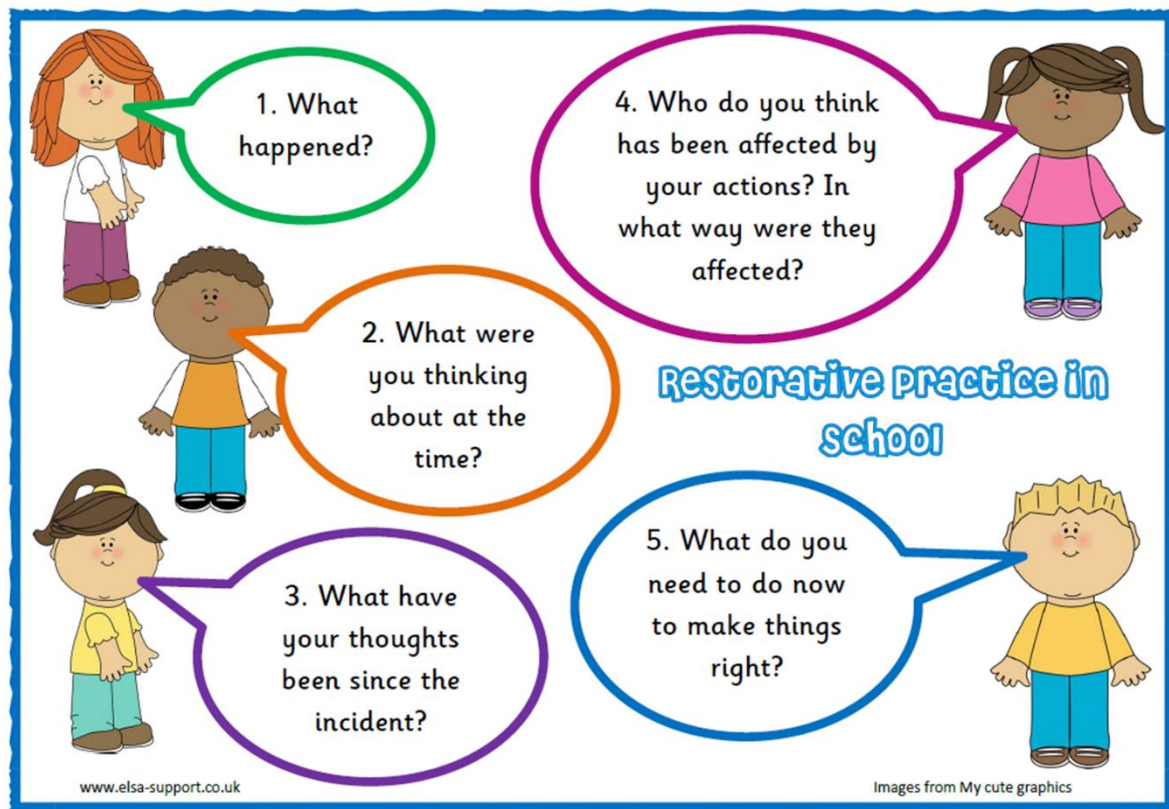 1. What
happened?
2. What were
you thinking
about at the
time?
3. What have
your thoughts
been since the
incident?
4. Who do you think
has been affected by
your actions? In
what way were they
affected?
Restorative Practice in
school
5. What do you
need to do now
to make things
right?
www.elsa-support.co.uk
Images from My cute graphics